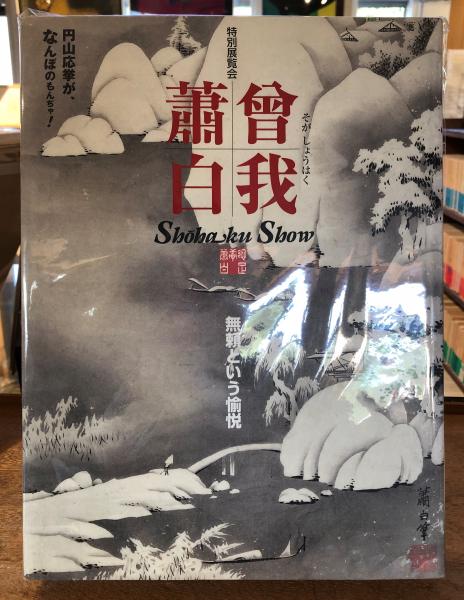 円山応挙が、
なんぼのもんぢゃ!
特別展覧会
曾我
蕭白
そがしょうはく
Shōhaku Show
無頼という愉悦
蕭白筆